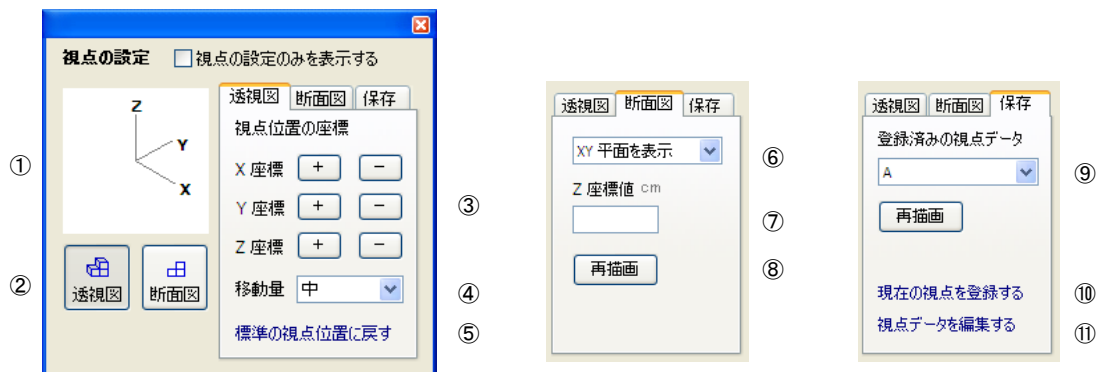 視点の設定 視点の設定のみを表示する
Z
Y
X
①
②
透視図 断面図
透視図 断面図 保存
視点位置の座標
X 座標 + －
Y 座標 + －
Z 座標 + －
移動量 中
標準の視点位置に戻す
③
④
⑤
透視図 断面図 保存
XY 平面を表示
Z 座標値 cm
再描画
⑥
⑦
⑧
透視図 断面図 保存
登録済みの視点データ
A
再描画
現在の視点を登録する
視点データを編集する
⑨
⑩
⑪